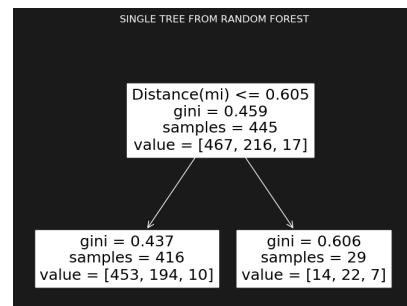 SINGLE TREE FROM RANDOM FOREST
Distance(mi) <= 0.605
gini = 0.459
samples = 445
value = [467, 216, 17]
gini = 0.437
samples = 416
value = [453, 194, 10]
gini = 0.606
samples = 29
value = [14, 22, 7]